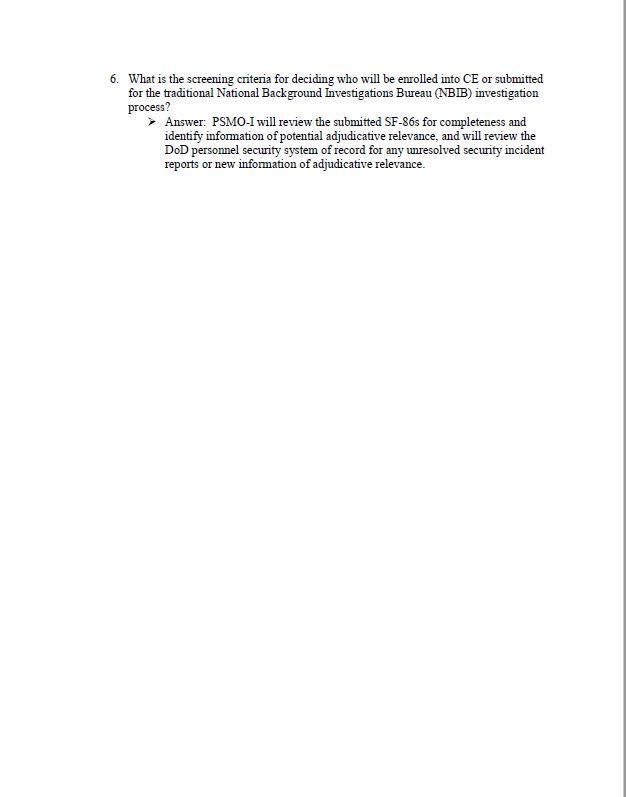 6. What is the screening criteria for deciding who will be enrolled into CE or submitted
for the traditional National Background Investigations Bureau (NBIB) investigation
process?
➢ Answer: PSMO-I will review the submitted SF-86s for completeness and
identify information of potential adjudicative relevance, and will review the
DoD personnel security system of record for any unresolved security incident
reports or new information of adjudicative relevance.